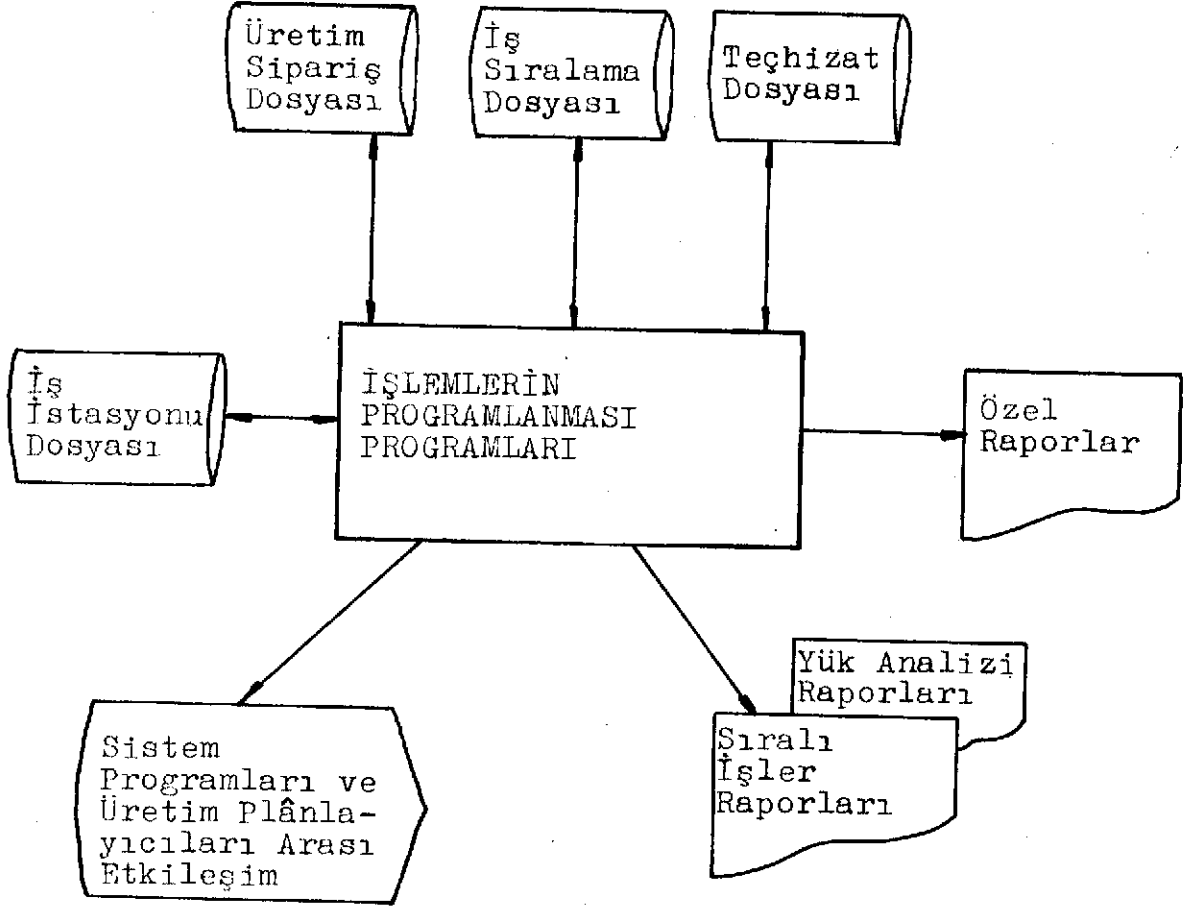 Üretim
Sipariş
Dosyası
İş
Sıralama
Dosyası
Teçhizat
Dosyası
İş
İstasyonu
Dosyası
İŞLEMLERİN
PROGRAMLANMASI
PROGRAMLARI
Özel
Raporlar
Sistem
Programları ve
Üretim Plânla-
yıcıları Arası
Etkileşim
Yük Analizi
Raporları
Sıralı
İşler
Raporları